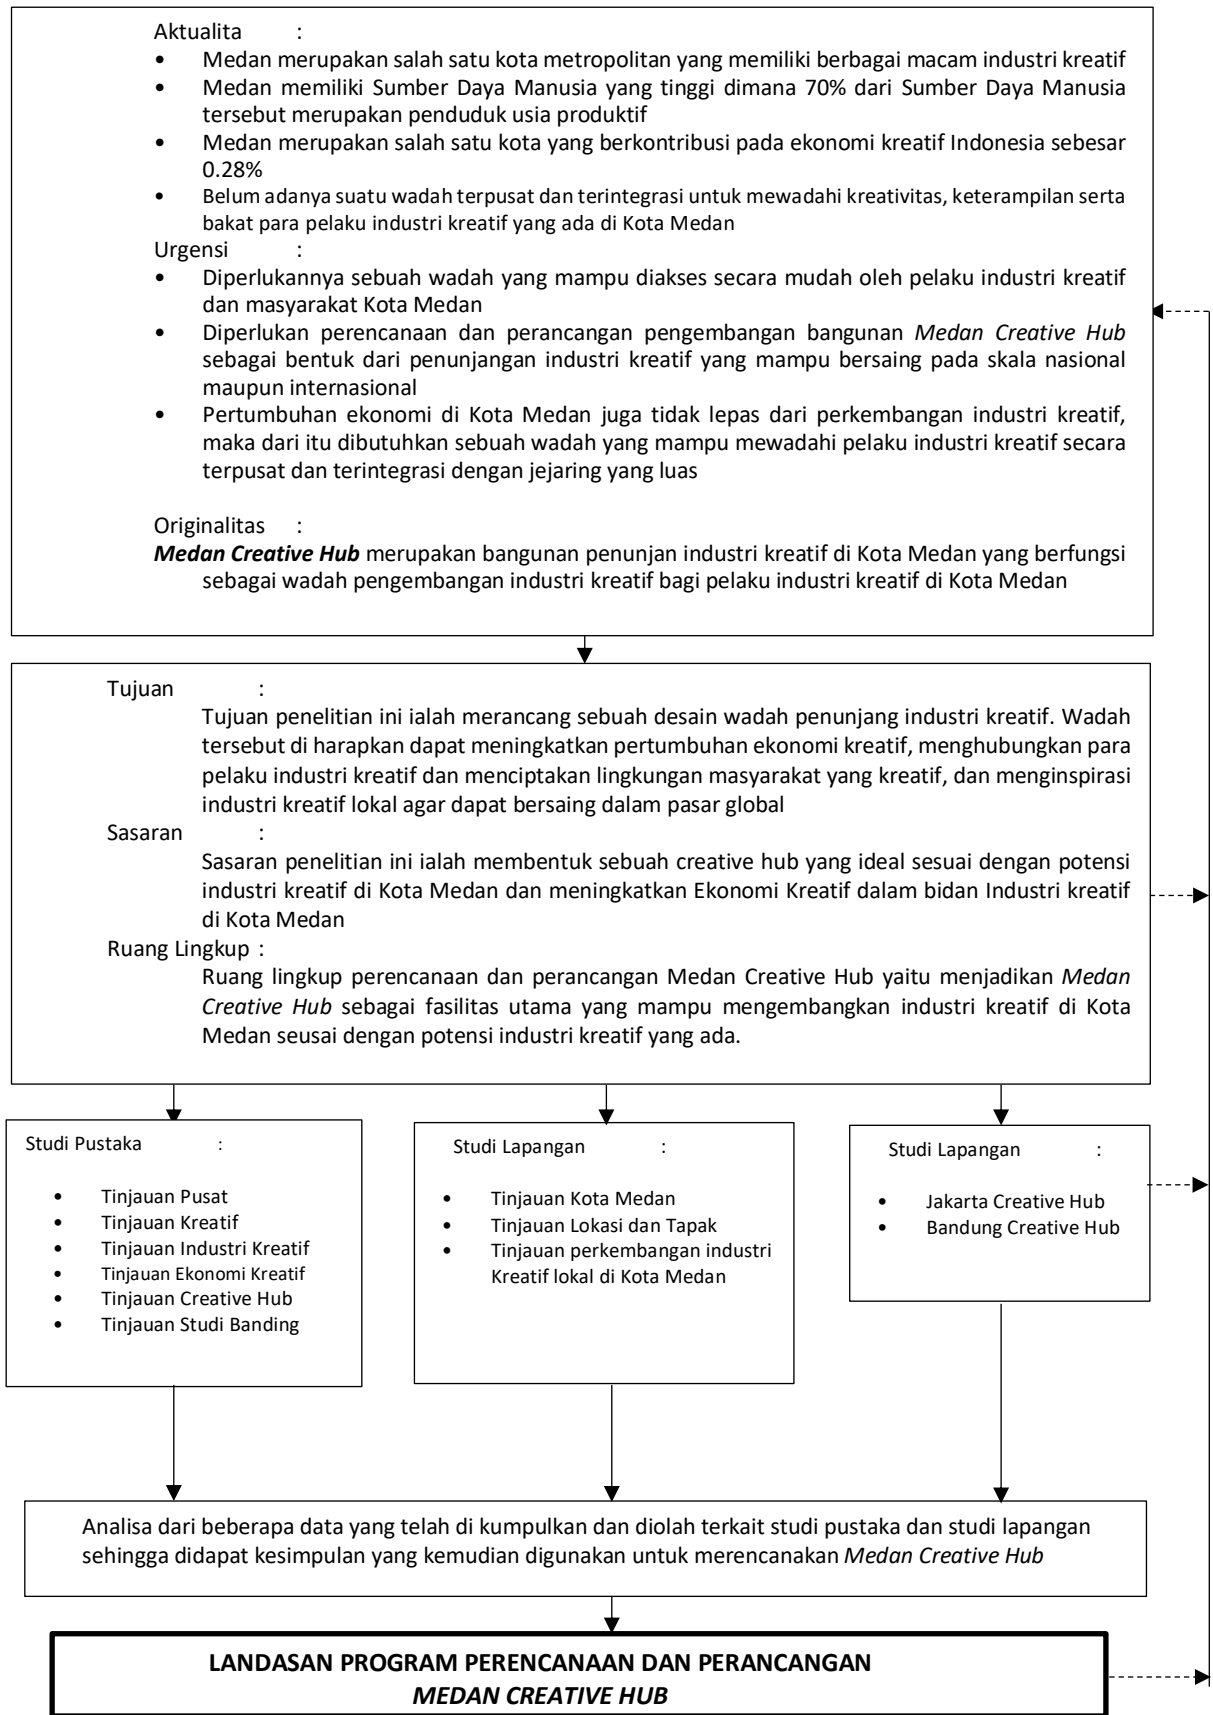 Aktualita :
• Medan merupakan salah satu kota metropolitan yang memiliki berbagai macam industri kreatif
• Medan memiliki Sumber Daya Manusia yang tinggi dimana 70% dari Sumber Daya Manusia
tersebut merupakan penduduk usia produktif
• Medan merupakan salah satu kota yang berkontribusi pada ekonomi kreatif Indonesia sebesar
0.28%
• Belum adanya suatu wadah terpusat dan terintegrasi untuk mewadahi kreativitas, keterampilan serta
bakat para pelaku industri kreatif yang ada di Kota Medan
Urgensi :
• Diperlukannya sebuah wadah yang mampu diakses secara mudah oleh pelaku industri kreatif
dan masyarakat Kota Medan
• Diperlukan perencanaan dan perancangan pengembangan bangunan Medan Creative Hub
sebagai bentuk dari penunjangan industri kreatif yang mampu bersaing pada skala nasional
maupun internasional
• Pertumbuhan ekonomi di Kota Medan juga tidak lepas dari perkembangan industri kreatif,
maka dari itu dibutuhkan sebuah wadah yang mampu mewadahi pelaku industri kreatif secara
terpusat dan terintegrasi dengan jejaring yang luas
Originalitas :
Medan Creative Hub merupakan bangunan penunjan industri kreatif di Kota Medan yang berfungsi
sebagai wadah pengembangan industri kreatif bagi pelaku industri kreatif di Kota Medan
Tujuan :
Tujuan penelitian ini ialah merancang sebuah desain wadah penunjang industri kreatif. Wadah
tersebut di harapkan dapat meningkatkan pertumbuhan ekonomi kreatif, menghubungkan para
pelaku industri kreatif dan menciptakan lingkungan masyarakat yang kreatif, dan menginspirasi
industri kreatif lokal agar dapat bersaing dalam pasar global
Sasaran :
Sasaran penelitian ini ialah membentuk sebuah creative hub yang ideal sesuai dengan potensi
industri kreatif di Kota Medan dan meningkatkan Ekonomi Kreatif dalam bidan Industri kreatif
di Kota Medan
Ruang Lingkup :
Ruang lingkup perencanaan dan perancangan Medan Creative Hub yaitu menjadikan Medan
Creative Hub sebagai fasilitas utama yang mampu mengembangkan industri kreatif di Kota
Medan seusai dengan potensi industri kreatif yang ada.
Studi Pustaka :
• Tinjauan Pusat
• Tinjauan Kreatif
• Tinjauan Industri Kreatif
• Tinjauan Ekonomi Kreatif
• Tinjauan Creative Hub
• Tinjauan Studi Banding
Studi Lapangan :
• Tinjauan Kota Medan
• Tinjauan Lokasi dan Tapak
• Tinjauan perkembangan industri
Kreatif lokal di Kota Medan
Studi Lapangan :
• Jakarta Creative Hub
• Bandung Creative Hub
Analisa dari beberapa data yang telah di kumpulkan dan diolah terkait studi pustaka dan studi lapangan
sehingga didapat kesimpulan yang kemudian digunakan untuk merencanakan Medan Creative Hub
LANDASAN PROGRAM PERENCANAAN DAN PERANCANGAN
MEDAN CREATIVE HUB